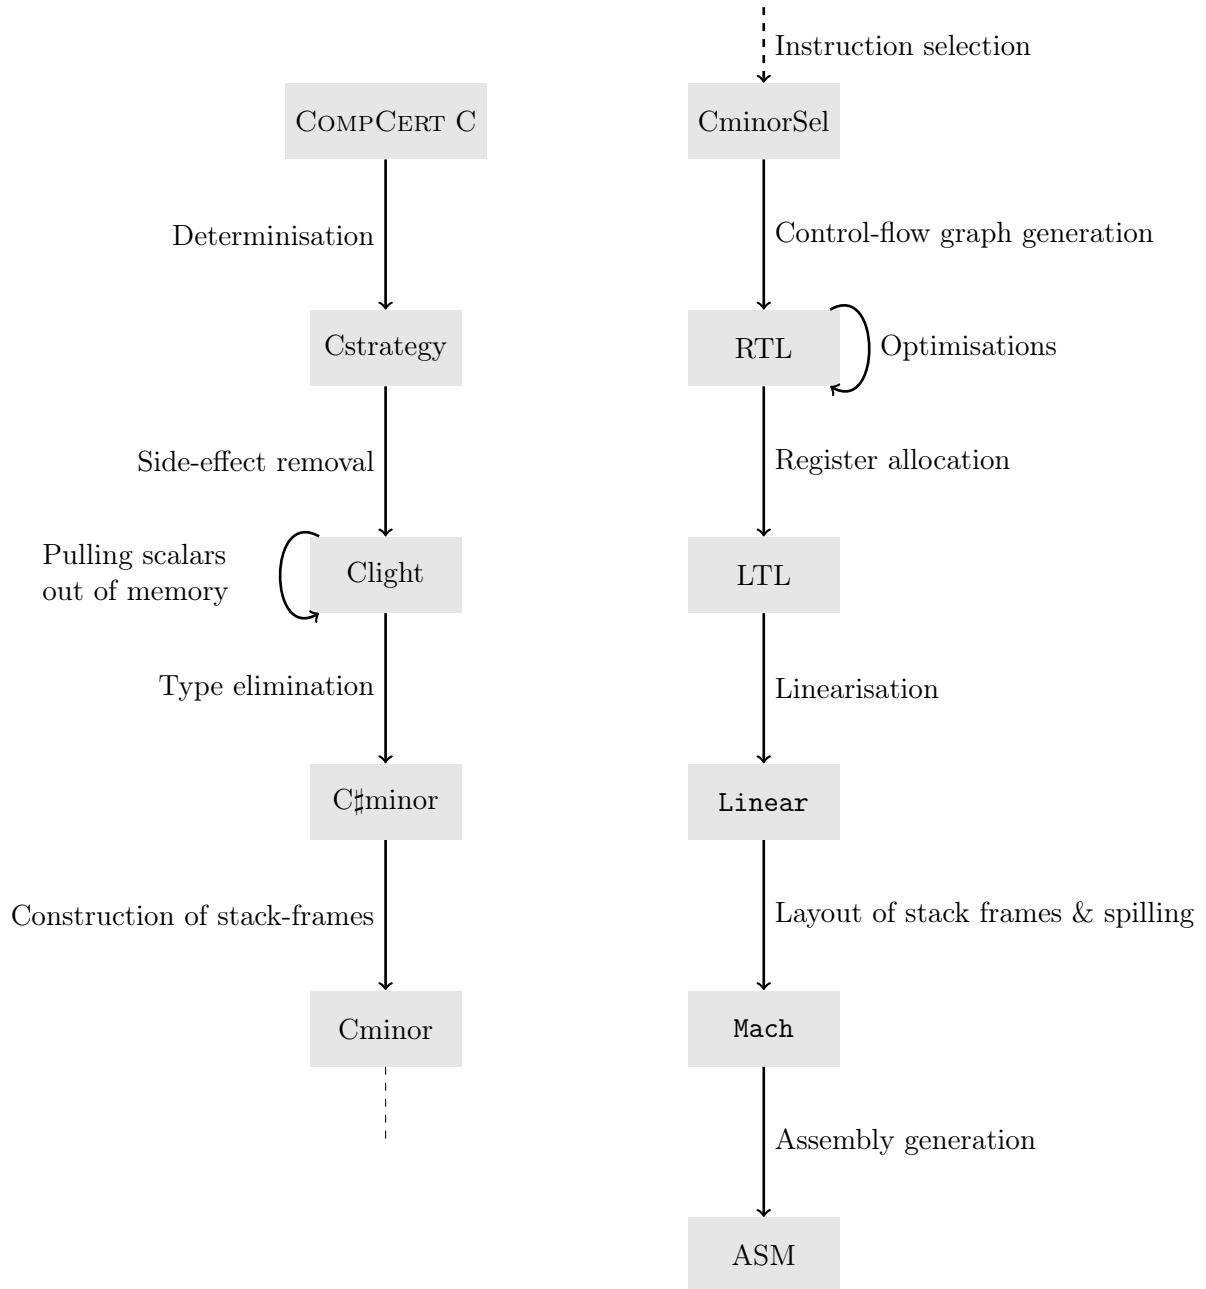 COMPCERT C
Determinisation
Cstrategy
Side-effect removal
Pulling scalars
out of memory
Clight
Type elimination
C♯minor
Construction of stack-frames
Cminor
Instruction selection
CminorSel
Control-flow graph generation
RTL
Optimisations
Register allocation
LTL
Linearisation
Linear
Layout of stack frames & spilling
Mach
Assembly generation
ASM